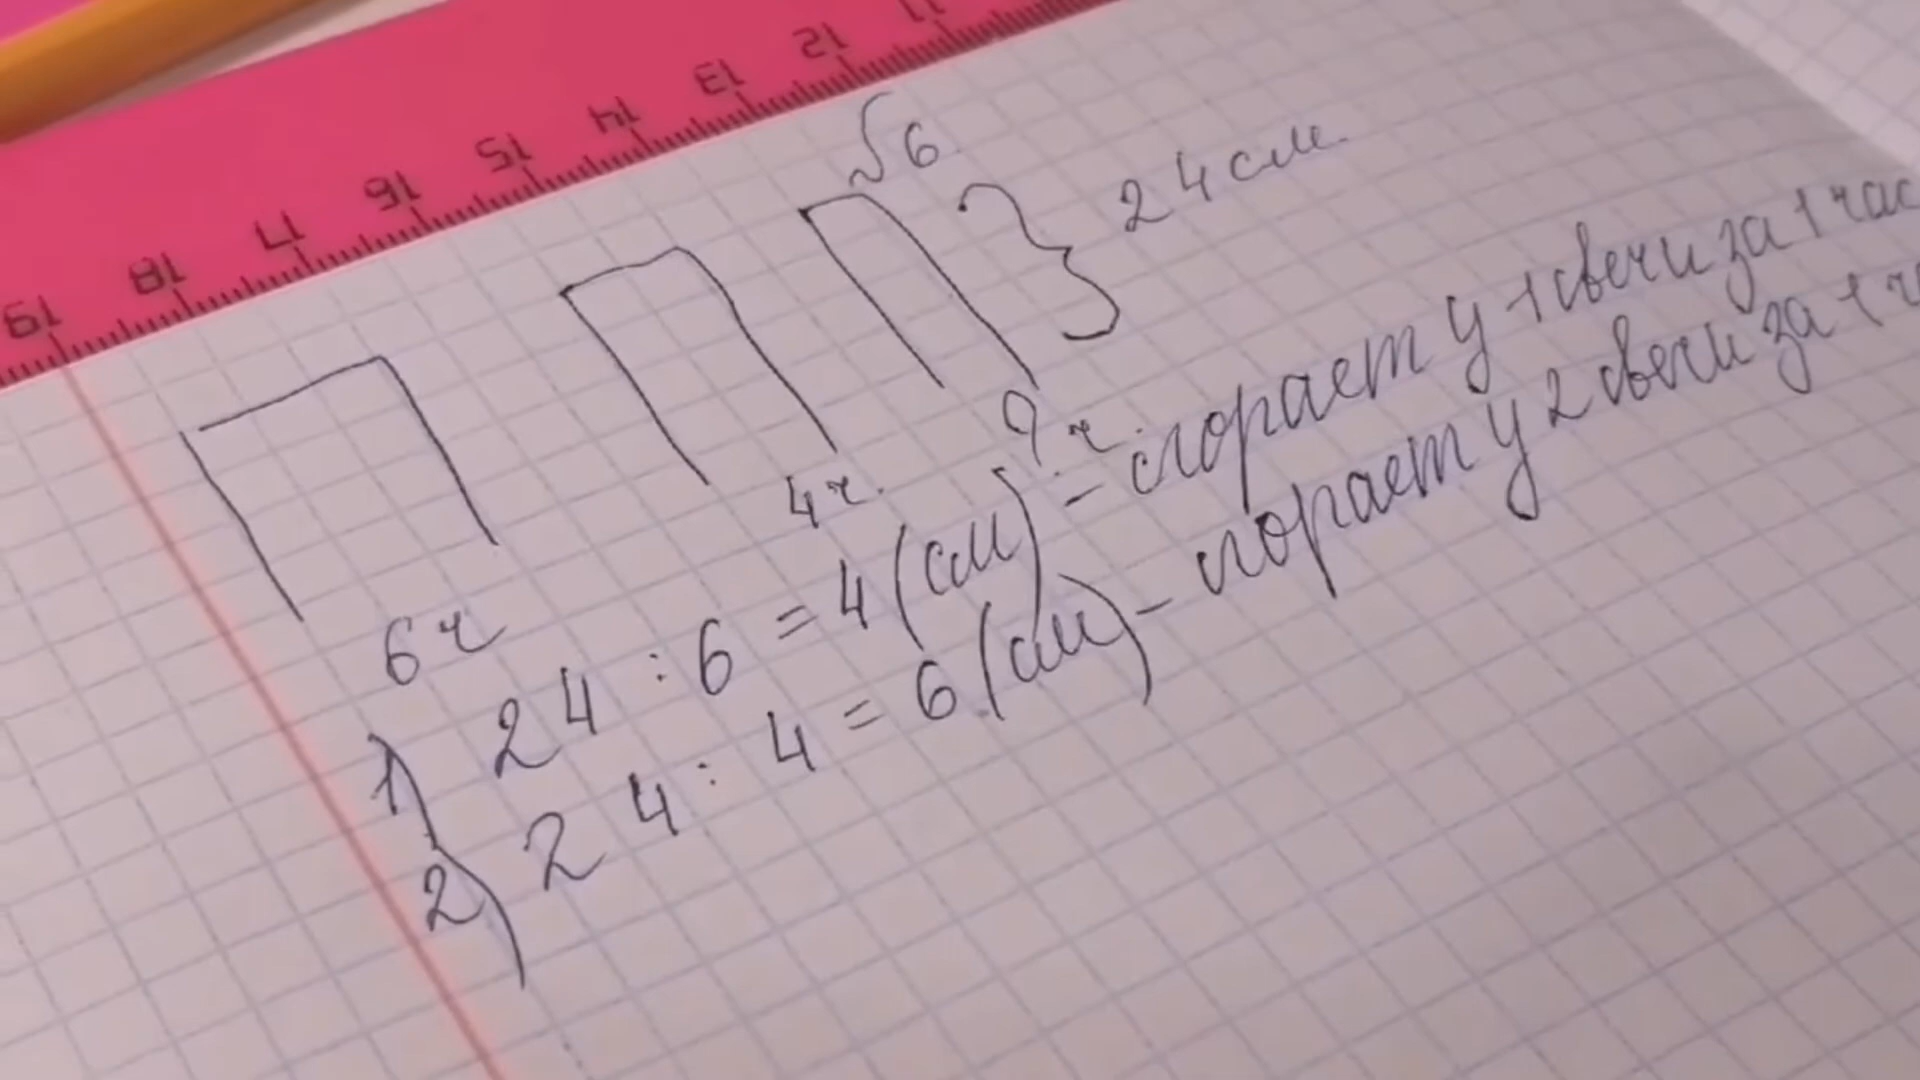 19 18 17 16 15 14 13 12 11
√6
24 см.
6 ч
4 ч.
? ч.
1) 24 : 6 = 4 (см) = сгорает у 1 свечи за 1 час
2) 24 : 4 = 6 (см) - сгорает у 2 свечи за 1 ч